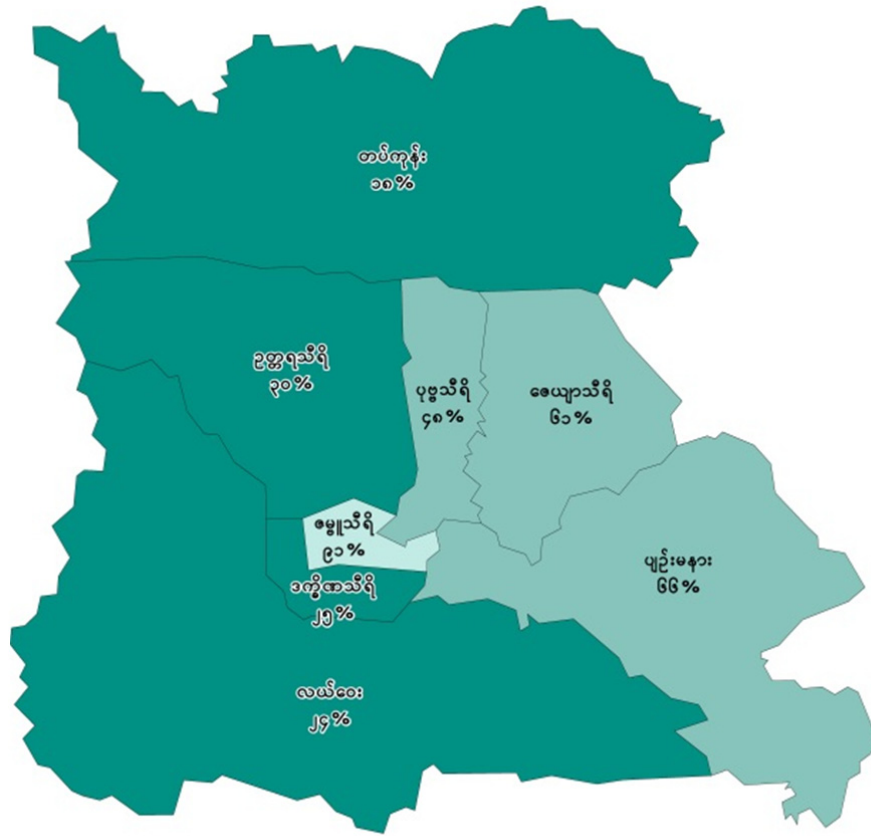 တပ်ကုန်း
၁၈%
ဥတ္တရသီရိ
၃၀%
ပုဗ္ဗသီရိ
၄၈%
ဇေယျာသီရိ
၆၁%
ဇမ္ဗူသီရိ
၉၁%
ပျဉ်းမနား
၆၆%
ဒက္ခိဏသီရိ
၂၅%
လယ်ဝေး
၂၄%